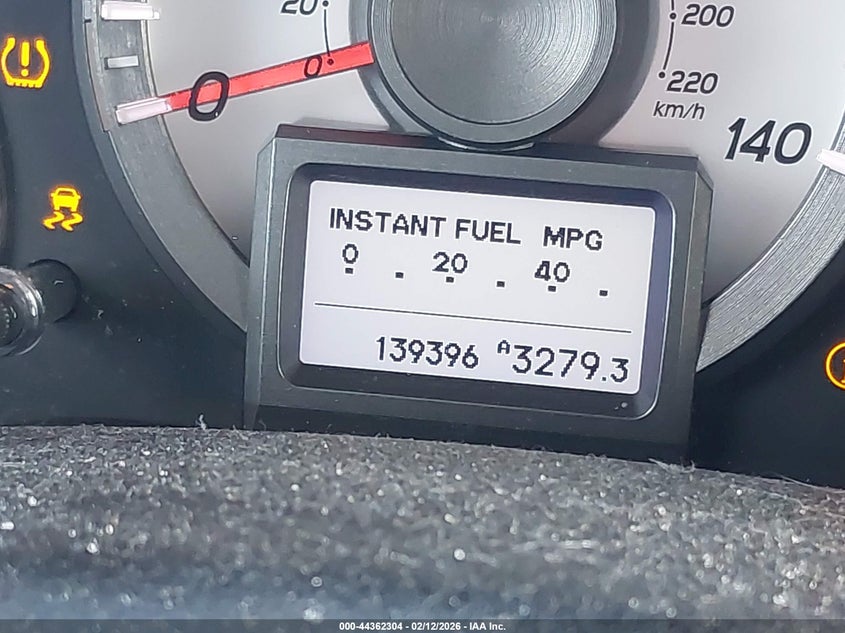 20
0
0
200
220
km/h
140
INSTANT FUEL MPG
0 . 20 . 40 .
139396 A3279.3
000-44362304 - 02/12/2026 - IAA Inc.